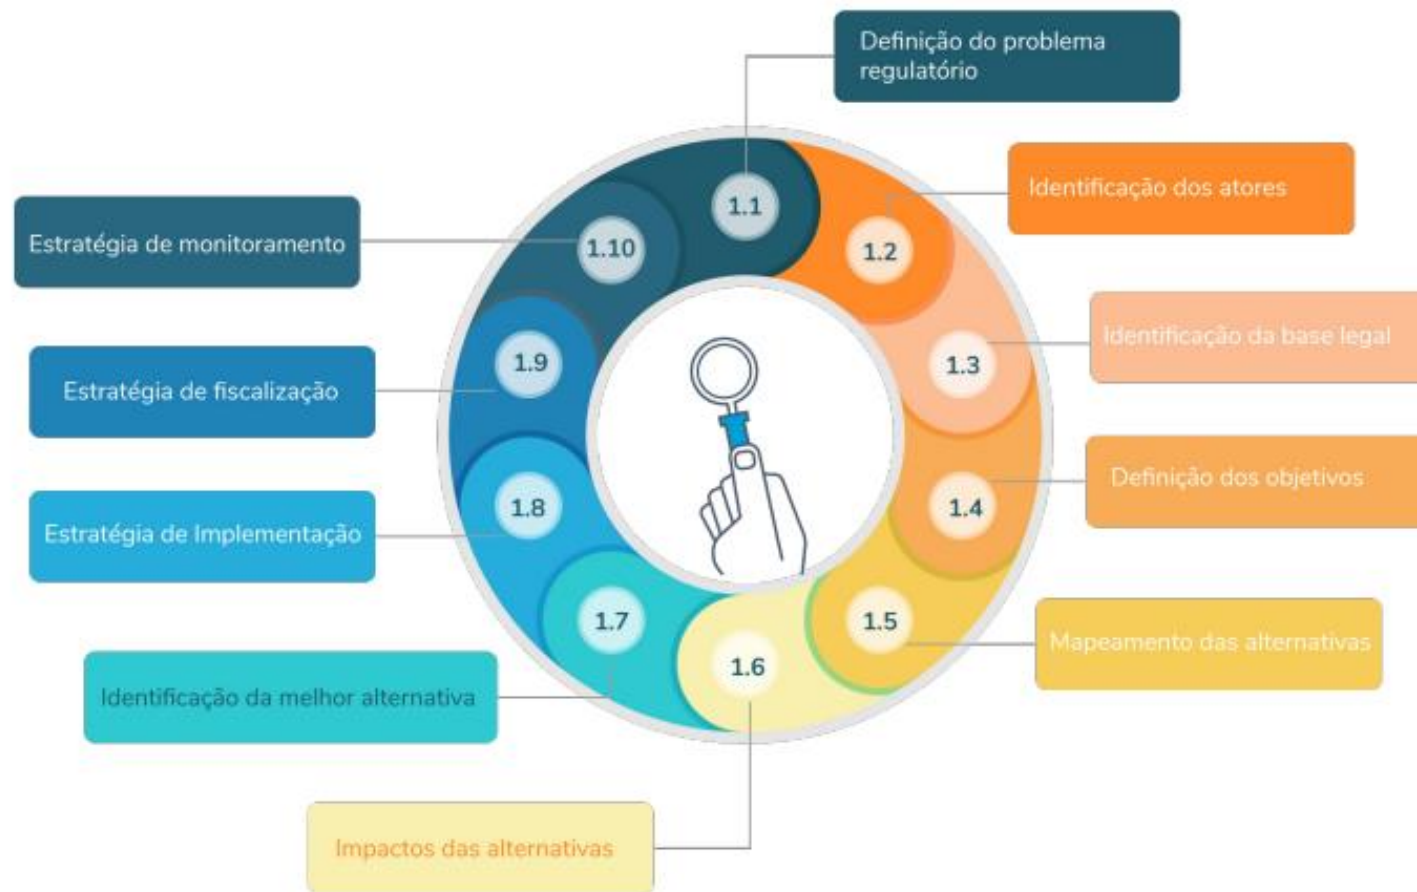 Definição do problema
regulatório
1.1
Identificação dos atores
1.2
Identificação da base legal
1.3
Definição dos objetivos
1.4
Mapeamento das alternativas
1.5
Impactos das alternativas
1.6
Identificação da melhor alternativa
1.7
Estratégia de Implementação
1.8
Estratégia de fiscalização
1.9
Estratégia de monitoramento
1.10